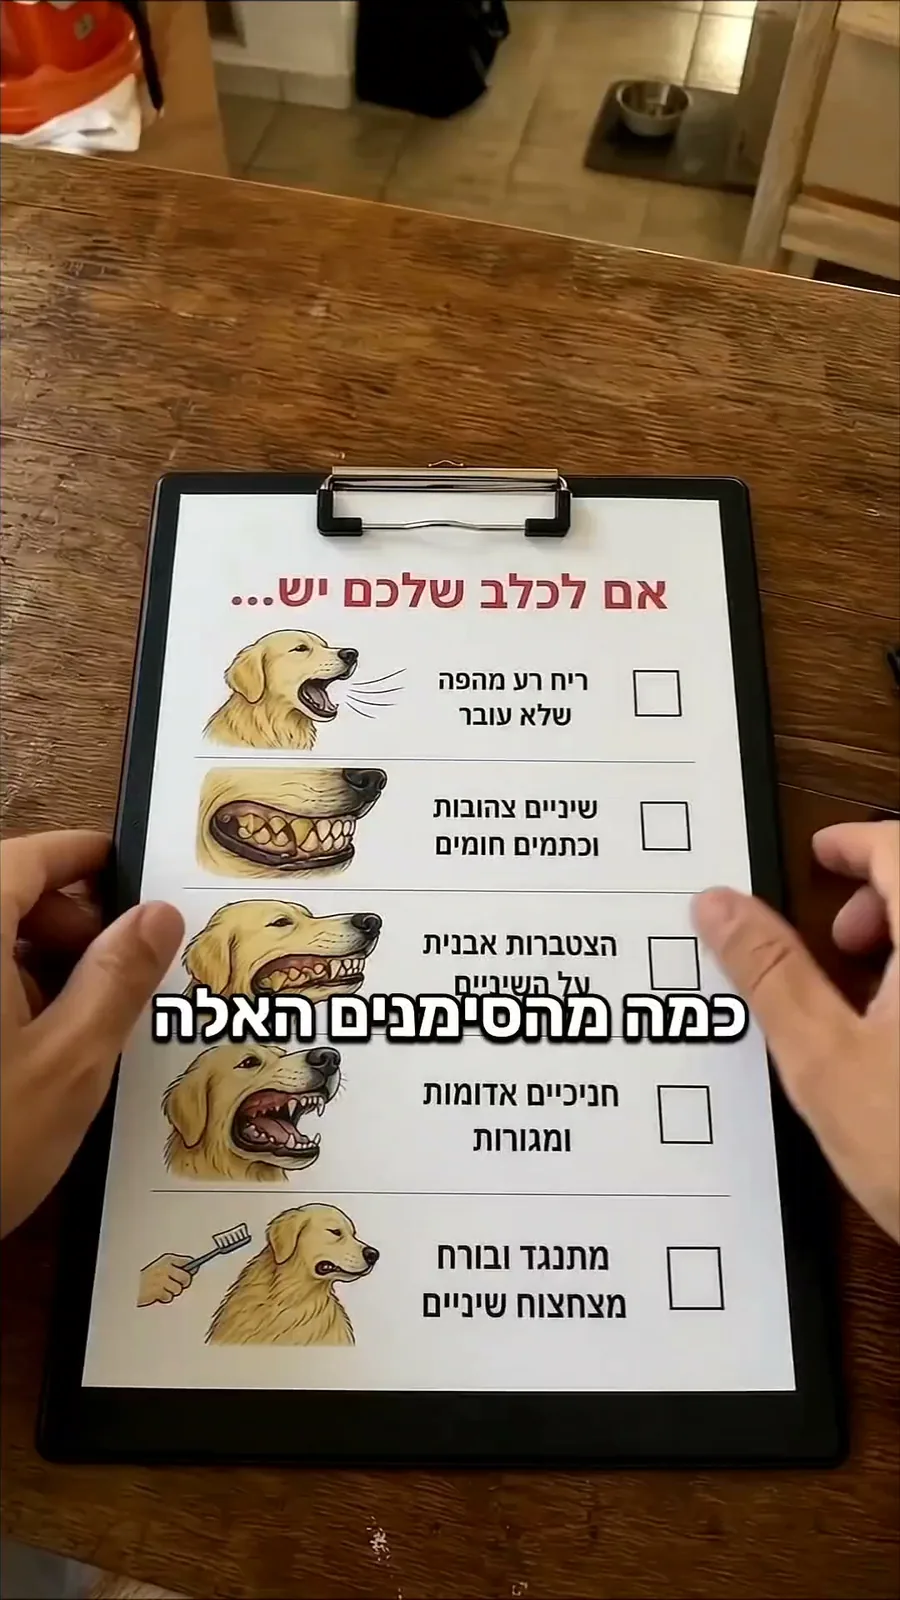 אם לכלב שלכם יש...
ריח רע מהפה
שלא עובר
שיניים צהובות
וכתמים חומים
הצטברות אבנית
על השיניים
כמה מהסימנים האלה
חניכיים אדומות
ומגורות
מתנגד ובורח
מצחצוח שיניים